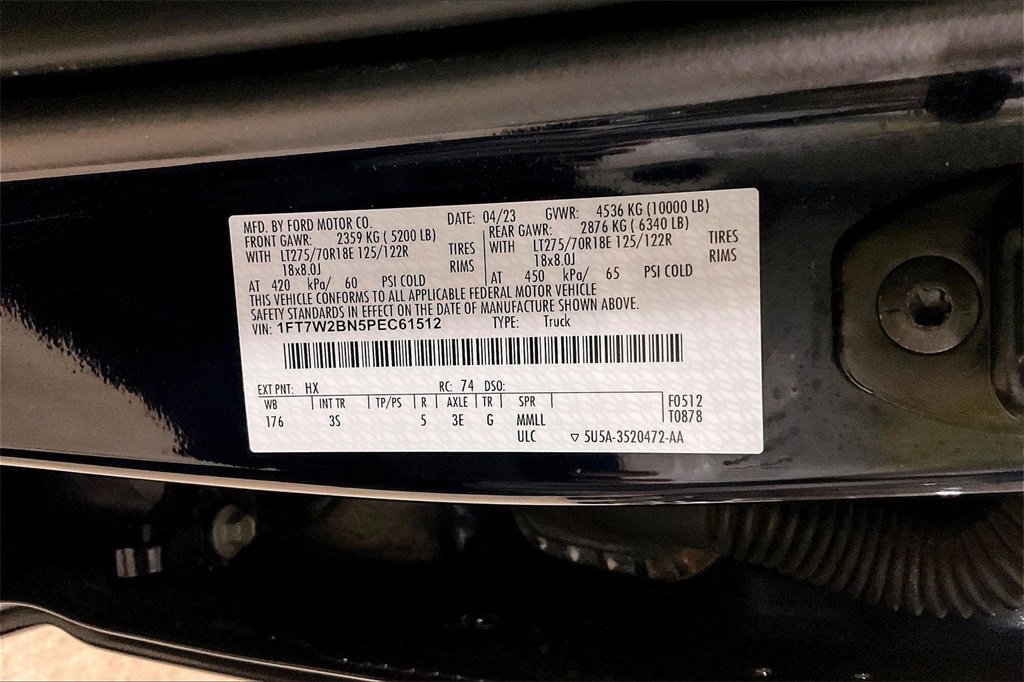 MFD. BY FORD MOTOR CO. DATE: 04/23 GVWR: 4536 KG (10000 LB)
FRONT GAWR: 2359 KG ( 5200 LB) REAR GAWR: 2876 KG ( 6340 LB)
WITH LT275/70R18E 125/122R TIRES WITH LT275/70R18E 125/122R TIRES
18x8.0J RIMS 18x8.0J RIMS
AT 420 kPa/ 60 PSI COLD AT 450 kPa/ 65 PSI COLD
THIS VEHICLE CONFORMS TO ALL APPLICABLE FEDERAL MOTOR VEHICLE
SAFETY STANDARDS IN EFFECT ON THE DATE OF MANUFACTURE SHOWN ABOVE.
VIN: 1FT7W2BN5PEC61512 TYPE: Truck
EXT PNT: HX RC: 74 DSO:
WB INT TR TP/PS R AXLE TR SPR F0512
176 3S 5 3E G MMLL T0878
ULC ▽ 5U5A-3520472-AA